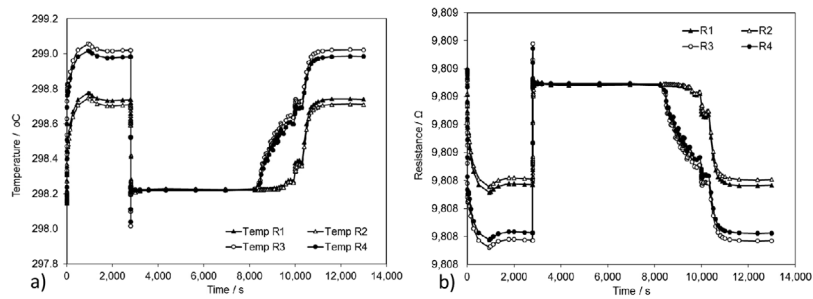 299.2
299.0
298.8
298.6
298.4
298.2
298.0
297.8
Temperature / oC
0
2,000
4,000
6,000
8,000
10,000
12,000
14,000
Time / s
Temp R1
Temp R2
Temp R3
Temp R4
a)
9,809
9,809
9,809
9,809
9,809
9,809
9,808
9,808
9,808
9,808
Resistance / Ω
0
2,000
4,000
6,000
8,000
10,000
12,000
14,000
Time / s
R1
R2
R3
R4
b)